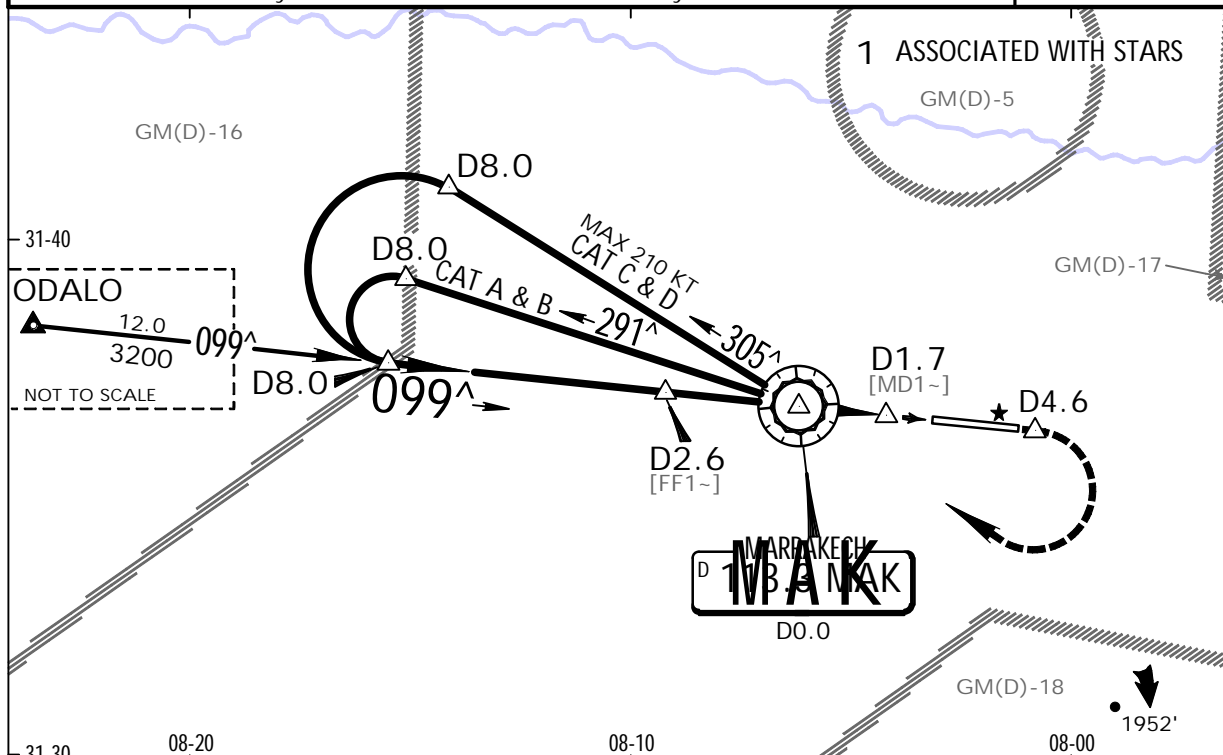 1 ASSOCIATED WITH STARS
GM(D)-5
GM(D)-16
D8.0
31-40
MAX 210 KT
CAT C & D
D8.0
CAT A & B
GM(D)-17
ODALO
12.0
3200
099^
291^
305^
NOT TO SCALE
D8.0
099^
D1.7
[MD1~]
D4.6
D2.6
[FF1~]
MARRAKECH
D 113.3 MAK
M A K
D0.0
GM(D)-18
1952'
31-30
08-20
08-10
08-00